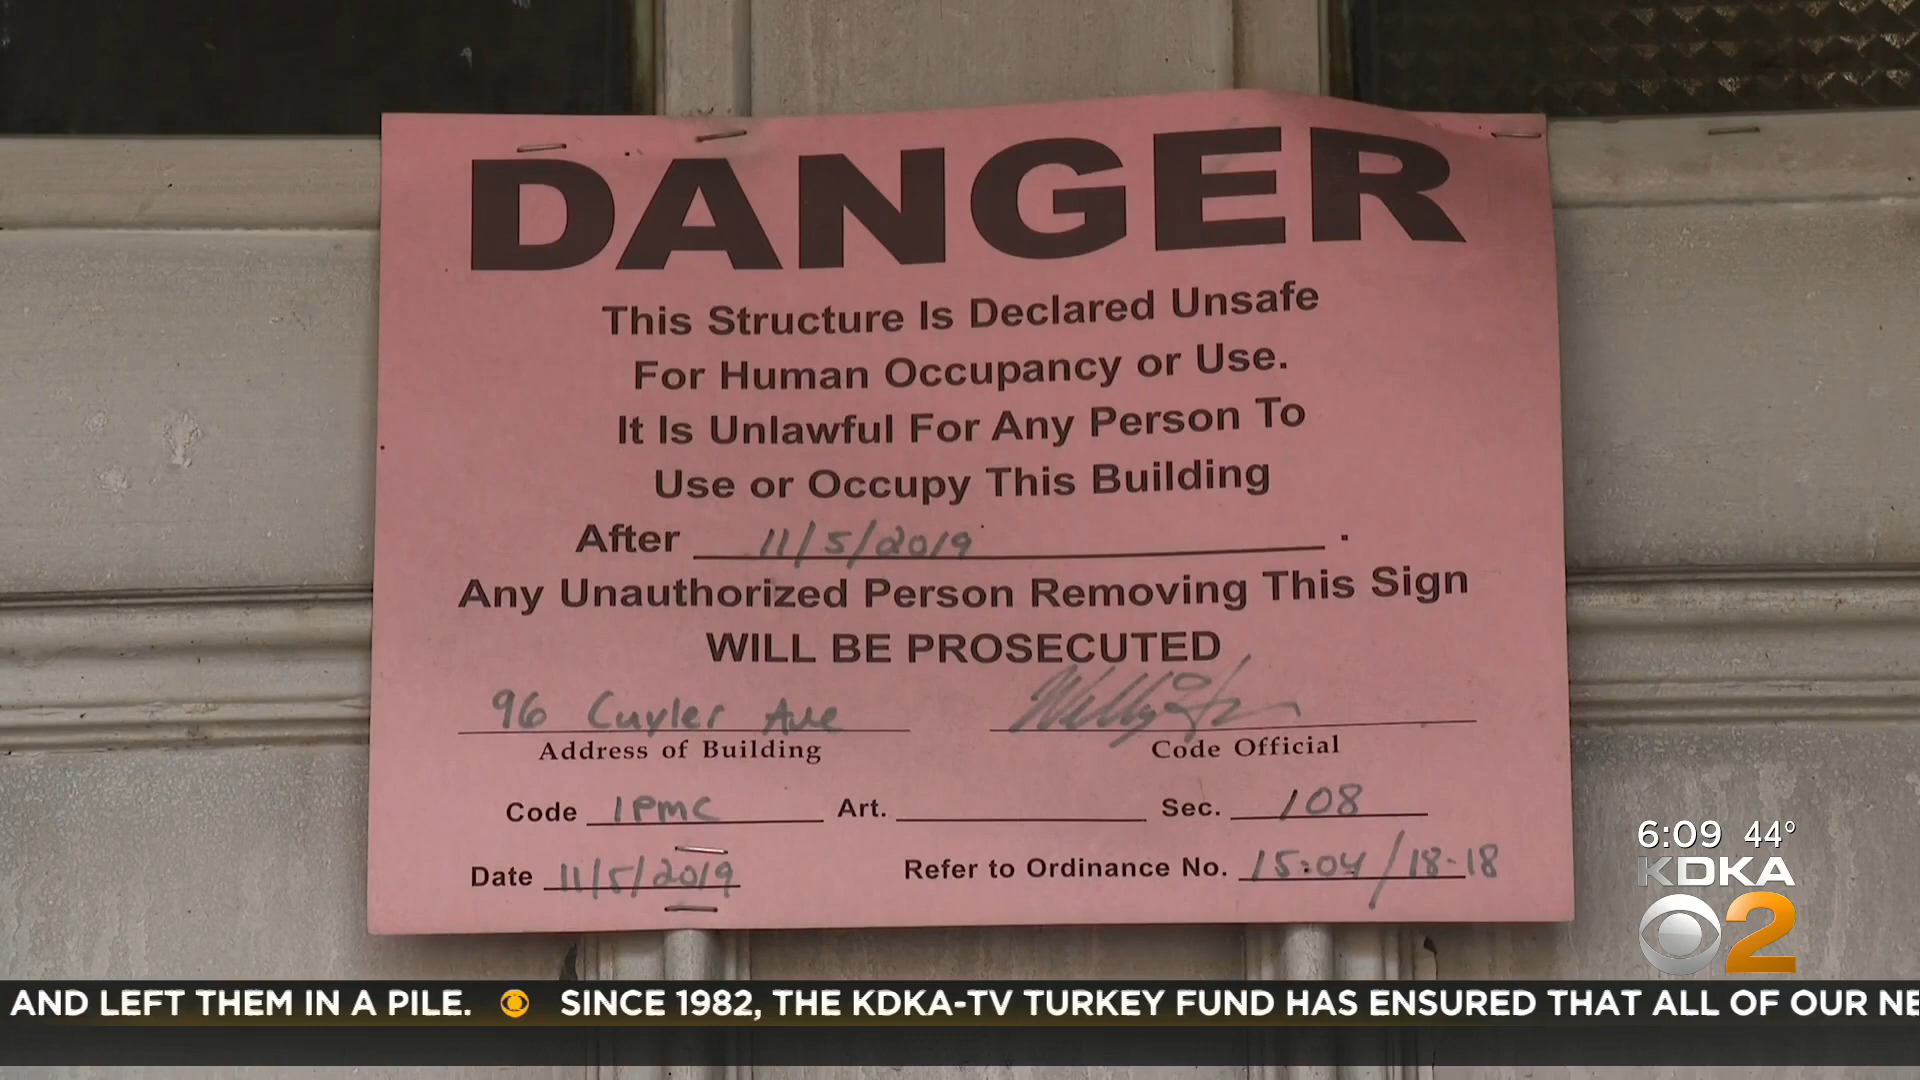 DANGER
This Structure Is Declared Unsafe
For Human Occupancy or Use.
It Is Unlawful For Any Person To
Use or Occupy This Building
After 11/5/2019 .
Any Unauthorized Person Removing This Sign
WILL BE PROSECUTED
96 Cuyler Ave
Address of Building
Code Official
Code IPMC Art. Sec. 108
Date 11/5/2019 Refer to Ordinance No. 15:04/18-18
6:09 44°
KDKA
2
AND LEFT THEM IN A PILE. SINCE 1982, THE KDKA-TV TURKEY FUND HAS ENSURED THAT ALL OF OUR NE